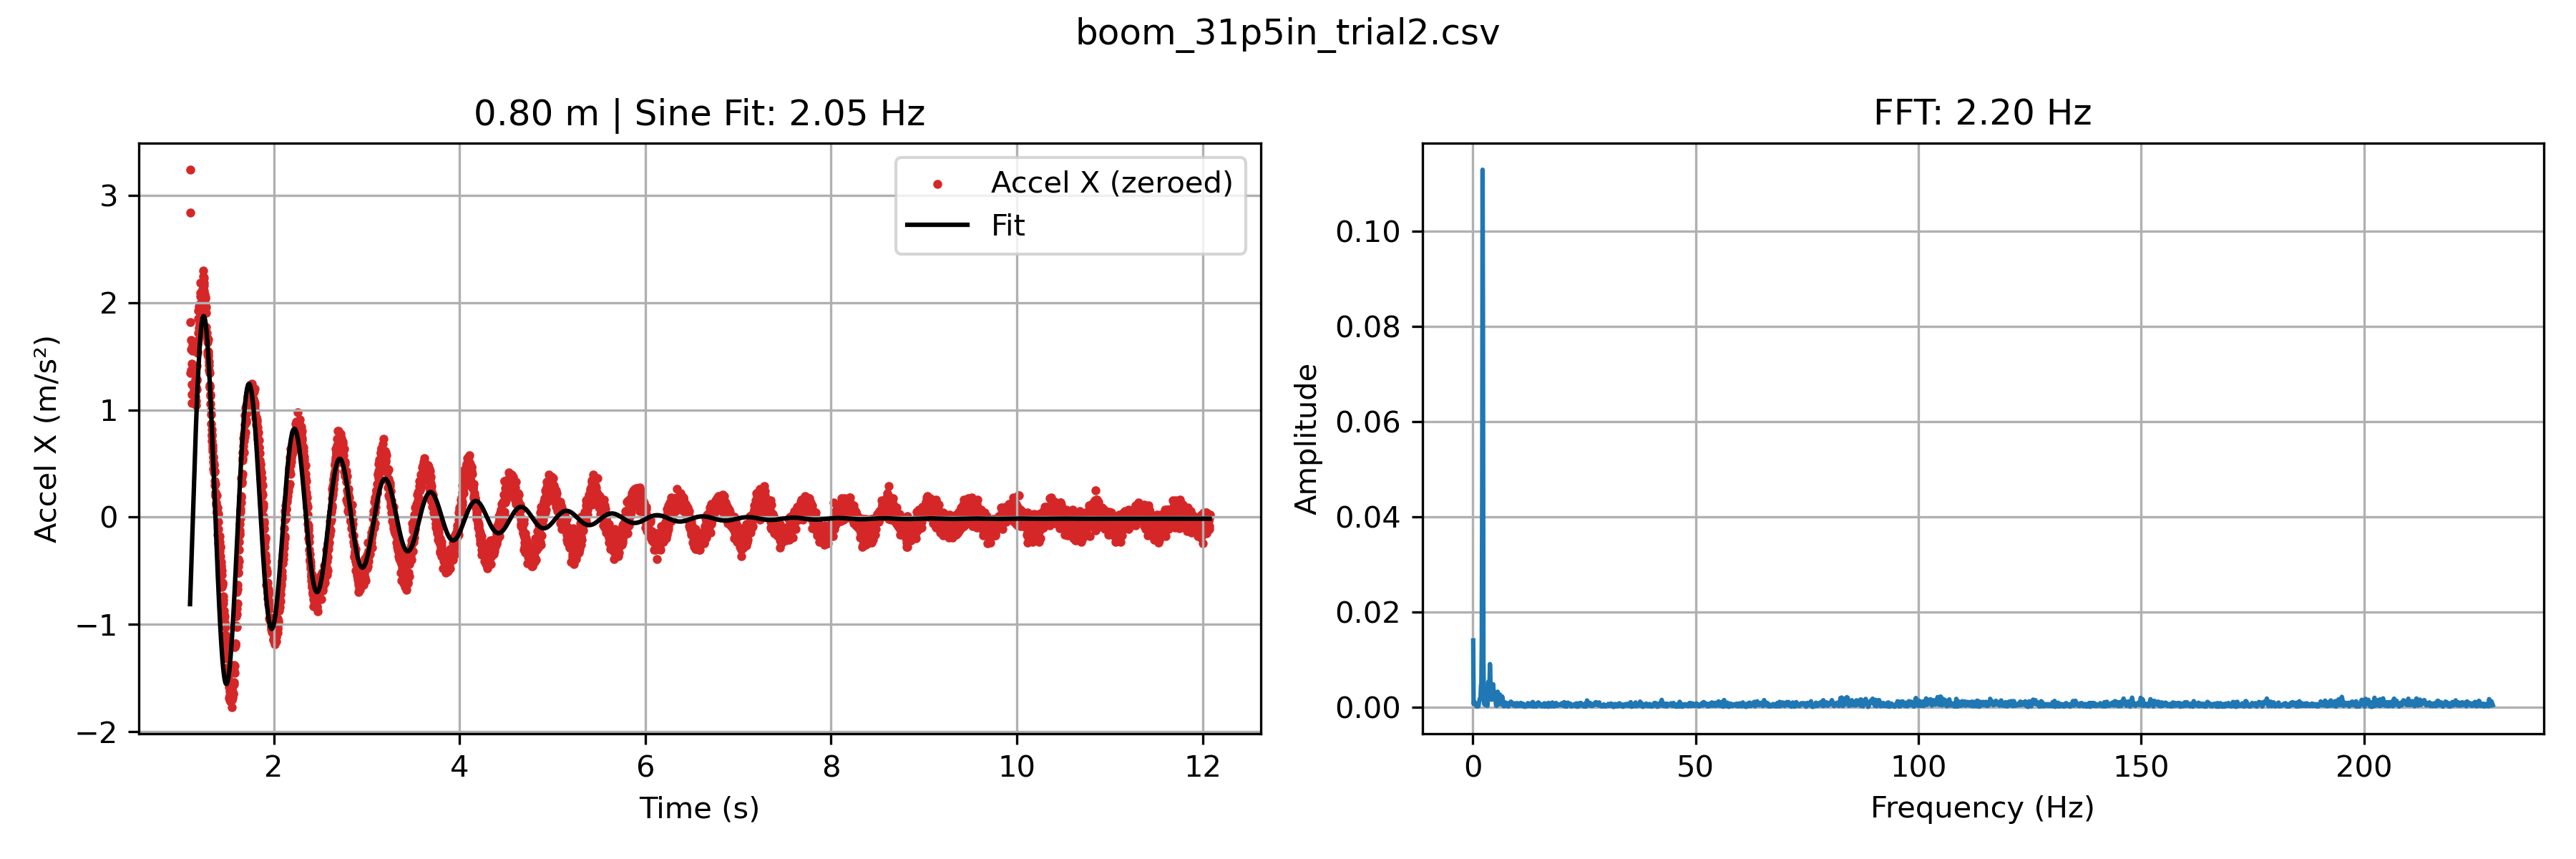 boom_31p5in_trial2.csv
0.80 m | Sine Fit: 2.05 Hz
Accel X (m/s²)
3
2
1
0
−1
−2
Accel X (zeroed)
Fit
2
4
6
8
10
12
Time (s)
FFT: 2.20 Hz
Amplitude
0.10
0.08
0.06
0.04
0.02
0.00
0
50
100
150
200
Frequency (Hz)